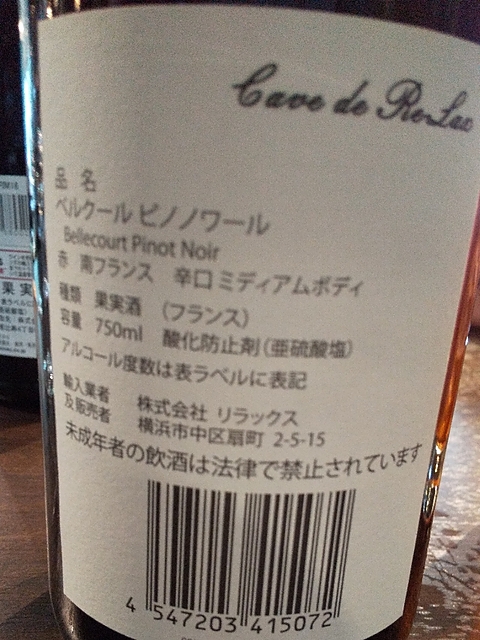 Cave de ReLax
品 名
ベルクール ピノノワール
Bellecourt Pinot Noir
赤 南フランス 辛口 ミディアムボディ
種類 果実酒 (フランス)
容量 750ml 酸化防止剤(亜硫酸塩)
アルコール度数は表ラベルに表記
輸入業者 株式会社 リラックス
及販売者 横浜市中区扇町 2-5-15
未成年者の飲酒は法律で禁止されています
4 547203 415072